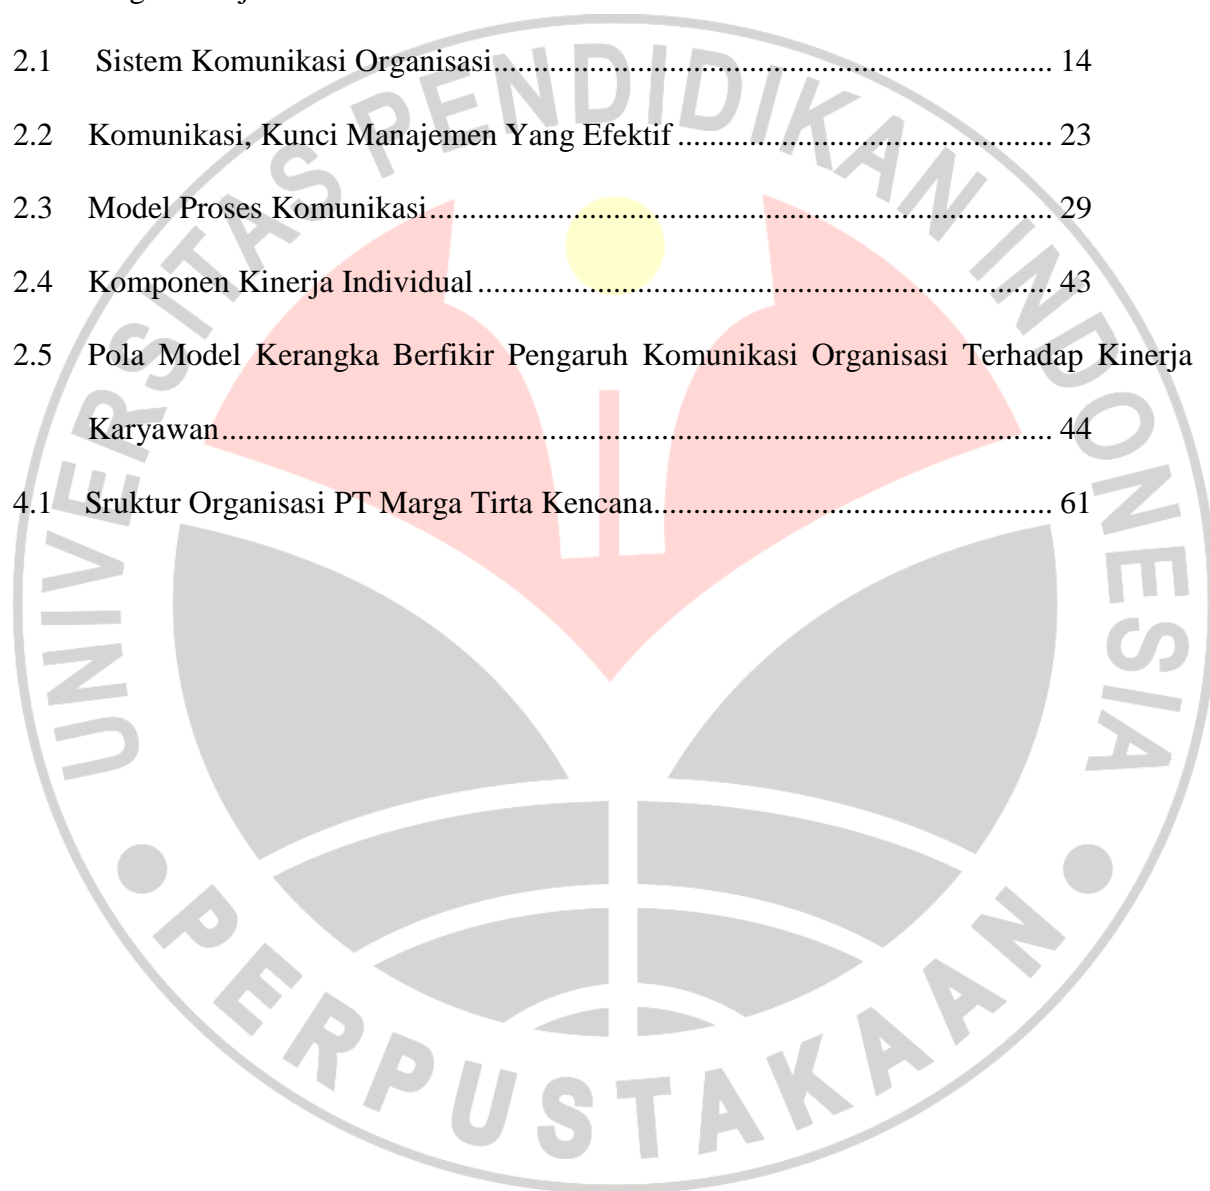 2.1 Sistem Komunikasi Organisasi..................................................................... 14
2.2 Komunikasi, Kunci Manajemen Yang Efektif .............................................. 23
2.3 Model Proses Komunikasi............................................................................. 29
2.4 Komponen Kinerja Individual ....................................................................... 43
2.5 Pola Model Kerangka Berfikir Pengaruh Komunikasi Organisasi Terhadap Kinerja
Karyawan....................................................................................................... 44
4.1 Sruktur Organisasi PT Marga Tirta Kencana................................................. 61
UNIVERSITAS PENDIDIKAN INDONESIA
PERPUSTAKAAN